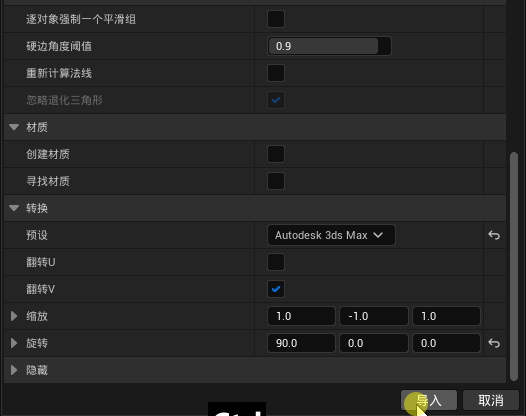 逐对象强制一个平滑组
硬边角度阈值 0.9
重新计算法线
忽略退化三角形
材质
创建材质
寻找材质
转换
预设 Autodesk 3ds Max
翻转U
翻转V
缩放 1.0 -1.0 1.0
旋转 90.0 0.0 0.0
隐藏
导入 取消